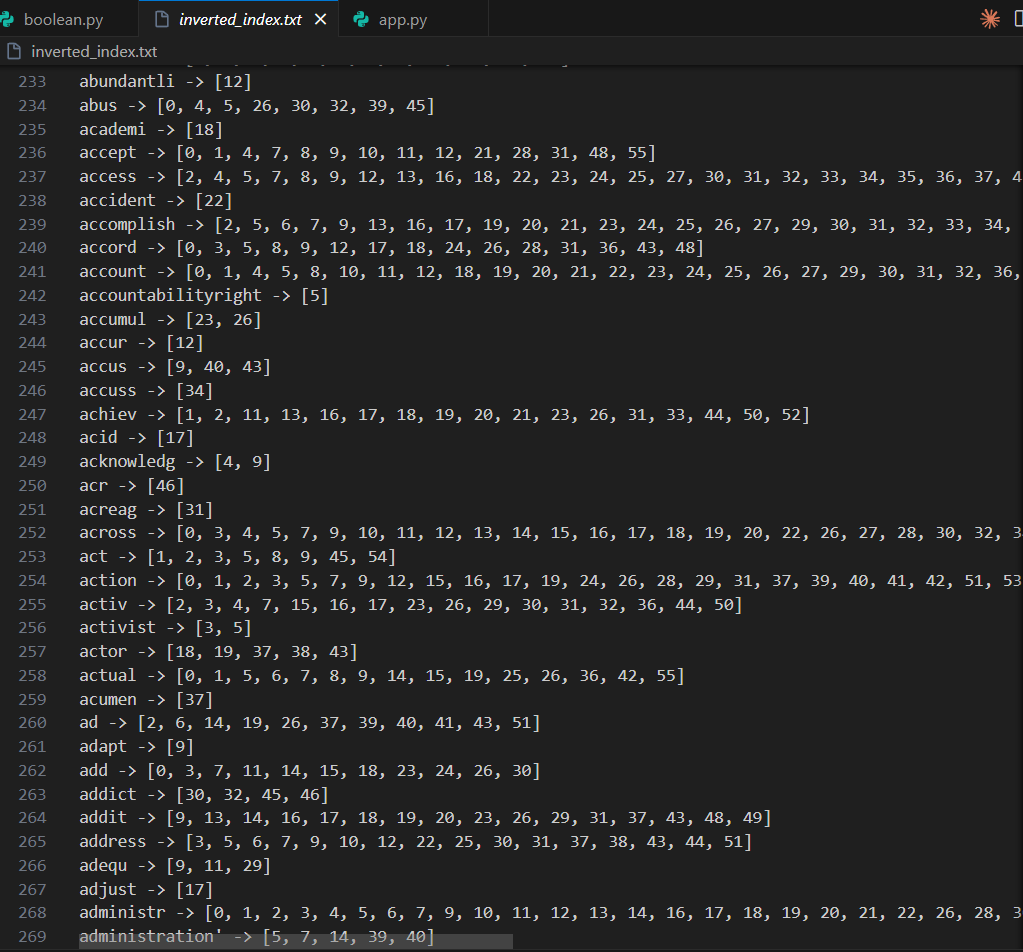 boolean.py inverted_index.txt app.py
inverted_index.txt
233 abundantli -> [12]
234 abus -> [0, 4, 5, 26, 30, 32, 39, 45]
235 academi -> [18]
236 accept -> [0, 1, 4, 7, 8, 9, 10, 11, 12, 21, 28, 31, 48, 55]
237 access -> [2, 4, 5, 7, 8, 9, 12, 13, 16, 18, 22, 23, 24, 25, 27, 30, 31, 32, 33, 34, 35, 36, 37, 4
238 accident -> [22]
239 accomplish -> [2, 5, 6, 7, 9, 13, 16, 17, 19, 20, 21, 23, 24, 25, 26, 27, 29, 30, 31, 32, 33, 34,
240 accord -> [0, 3, 5, 8, 9, 12, 17, 18, 24, 26, 28, 31, 36, 43, 48]
241 account -> [0, 1, 4, 5, 8, 10, 11, 12, 18, 19, 20, 21, 22, 23, 24, 25, 26, 27, 29, 30, 31, 32, 36,
242 accountabilityright -> [5]
243 accumul -> [23, 26]
244 accur -> [12]
245 accus -> [9, 40, 43]
246 accuss -> [34]
247 achiev -> [1, 2, 11, 13, 16, 17, 18, 19, 20, 21, 23, 26, 31, 33, 44, 50, 52]
248 acid -> [17]
249 acknowledg -> [4, 9]
250 acr -> [46]
251 acreag -> [31]
252 across -> [0, 3, 4, 5, 7, 9, 10, 11, 12, 13, 14, 15, 16, 17, 18, 19, 20, 22, 26, 27, 28, 30, 32, 3
253 act -> [1, 2, 3, 5, 8, 9, 45, 54]
254 action -> [0, 1, 2, 3, 5, 7, 9, 12, 15, 16, 17, 19, 24, 26, 28, 29, 31, 37, 39, 40, 41, 42, 51, 53
255 activ -> [2, 3, 4, 7, 15, 16, 17, 23, 26, 29, 30, 31, 32, 36, 44, 50]
256 activist -> [3, 5]
257 actor -> [18, 19, 37, 38, 43]
258 actual -> [0, 1, 5, 6, 7, 8, 9, 14, 15, 19, 25, 26, 36, 42, 55]
259 acumen -> [37]
260 ad -> [2, 6, 14, 19, 26, 37, 39, 40, 41, 43, 51]
261 adapt -> [9]
262 add -> [0, 3, 7, 11, 14, 15, 18, 23, 24, 26, 30]
263 addict -> [30, 32, 45, 46]
264 addit -> [9, 13, 14, 16, 17, 18, 19, 20, 23, 26, 29, 31, 37, 43, 48, 49]
265 address -> [3, 5, 6, 7, 9, 10, 12, 22, 25, 30, 31, 37, 38, 43, 44, 51]
266 adequ -> [9, 11, 29]
267 adjust -> [17]
268 administr -> [0, 1, 2, 3, 4, 5, 6, 7, 9, 10, 11, 12, 13, 14, 16, 17, 18, 19, 20, 21, 22, 26, 28, 3
269 administration' -> [5, 7, 14, 39, 40]